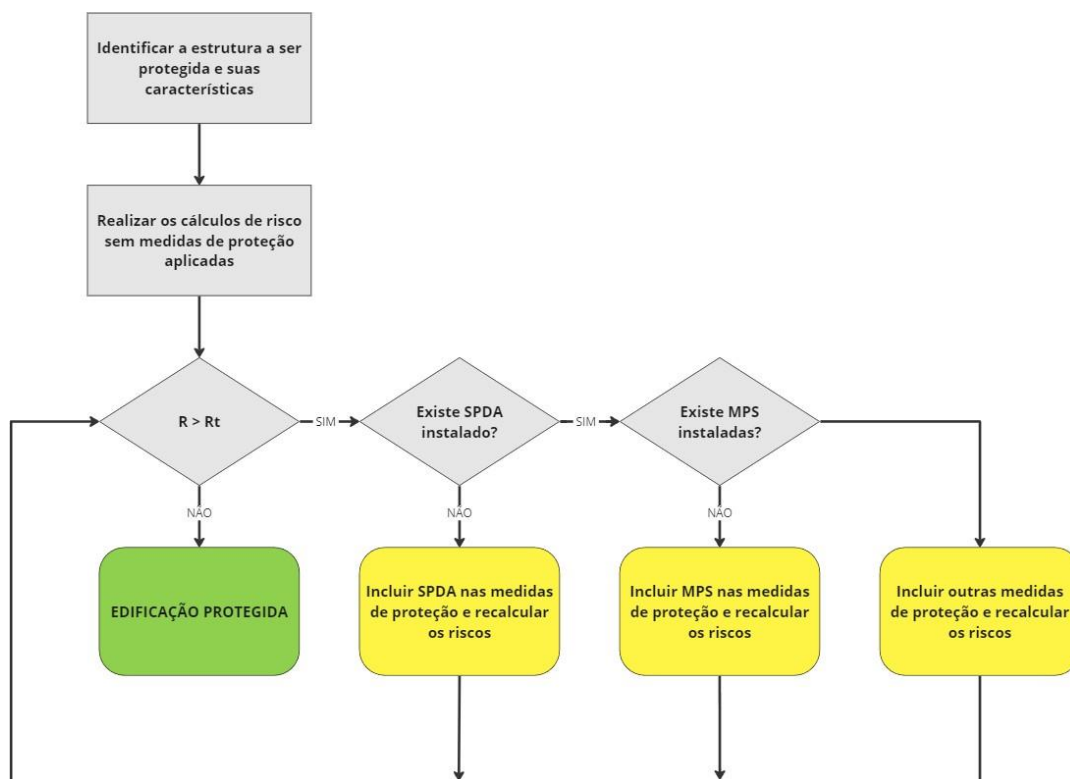 Identificar a estrutura a ser
protegida e suas
características
Realizar os cálculos de risco
sem medidas de proteção
aplicadas
R > Rt
SIM
Existe SPDA
instalado?
SIM
Existe MPS
instaladas?
NÃO
NÃO
NÃO
EDIFICAÇÃO PROTEGIDA
Incluir SPDA nas medidas
de proteção e recalcular
os riscos
Incluir MPS nas medidas
de proteção e recalcular
os riscos
Incluir outras medidas
de proteção e recalcular
os riscos